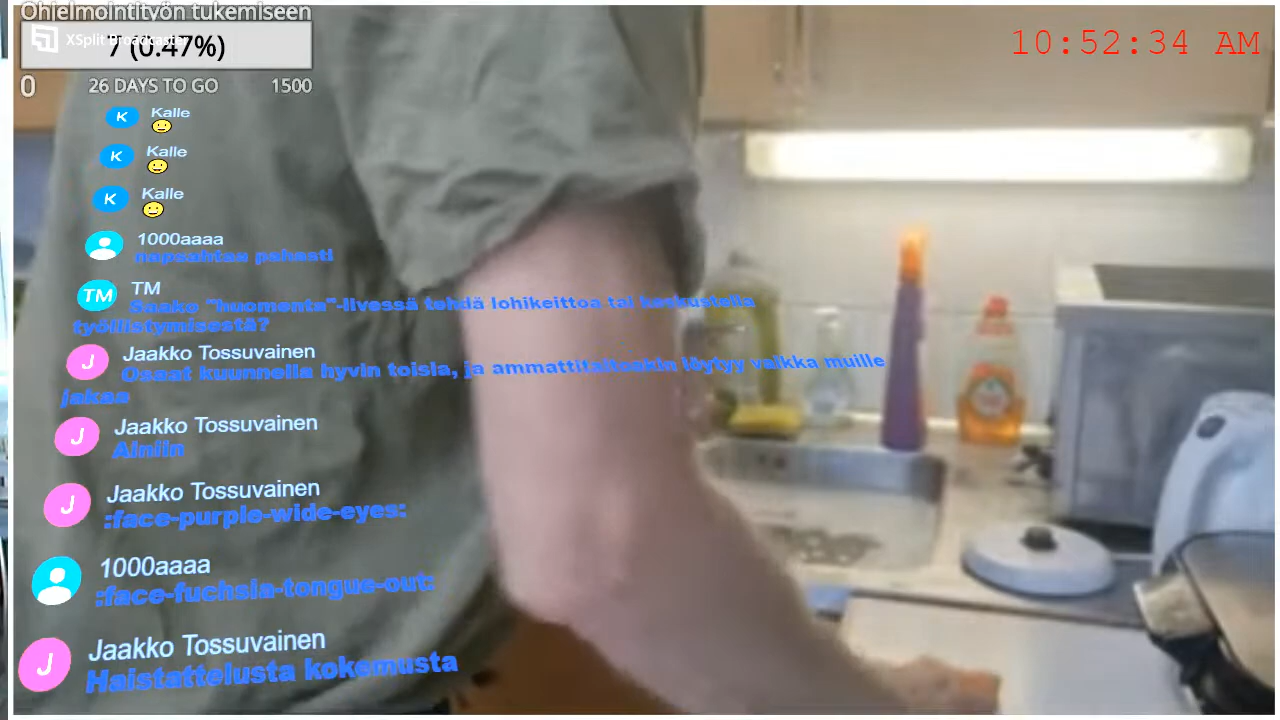 Ohjelmointityön tukemiseen
XSplit Broadcaster
7 (0.47%)
0 26 DAYS TO GO 1500
10:52:34 AM
K Kalle
K Kalle
K Kalle
1000aaaa
napsahtaa pahasti
TM TM
Saako "huomenta"-livessä tehdä lohikeittoa tai keskustella
työllistymisestä?
J Jaakko Tossuvainen
Osaat kuunnella hyvin toisia, ja ammattitaitoakin löytyy vaikka muille
jakaa
J Jaakko Tossuvainen
Ainiin
J Jaakko Tossuvainen
:face-purple-wide-eyes:
1000aaaa
:face-fuchsia-tongue-out:
J Jaakko Tossuvainen
Haistattelusta kokemusta